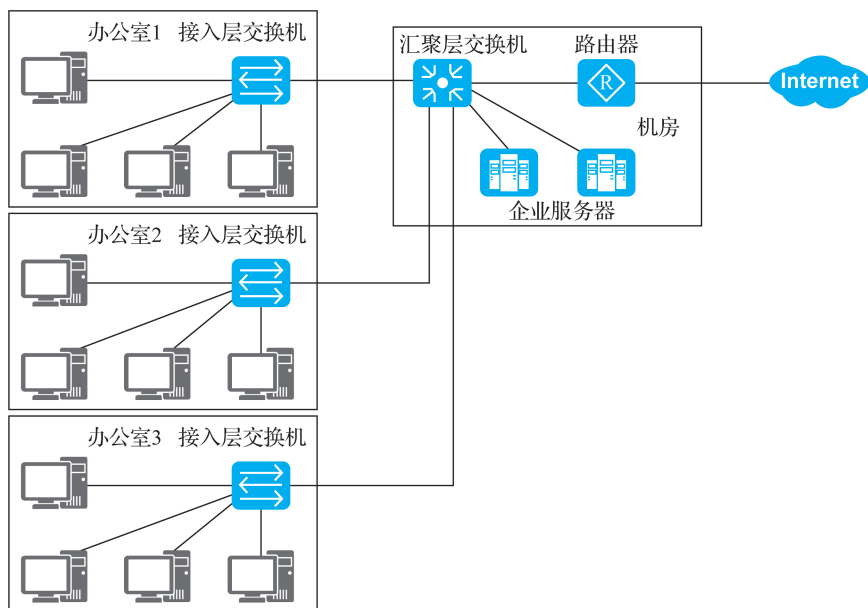 办公室1 接入层交换机
汇聚层交换机
路由器
R
Internet
机房
企业服务器
办公室2 接入层交换机
办公室3 接入层交换机